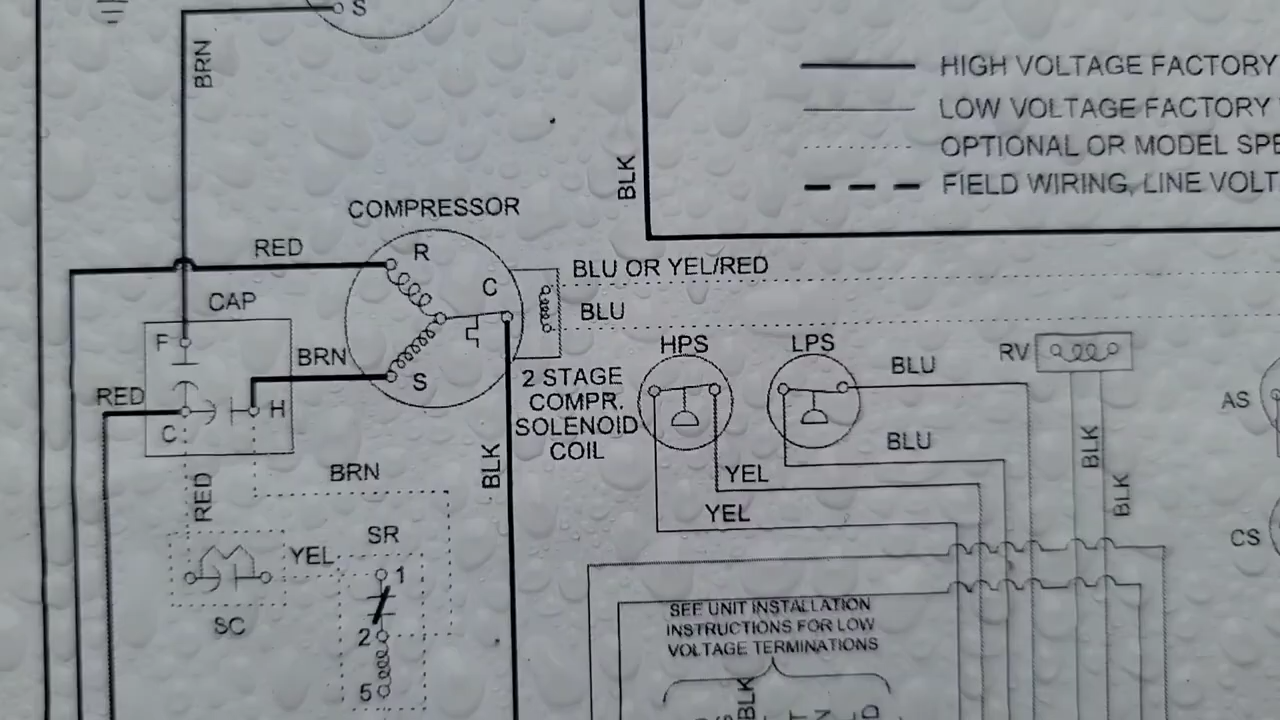 S
BRN
HIGH VOLTAGE FACTORY
LOW VOLTAGE FACTORY
OPTIONAL OR MODEL SPE
FIELD WIRING, LINE VOLT
BLK
COMPRESSOR
RED
R
C
BLU OR YEL/RED
CAP
BLU
F
BRN
HPS
LPS
RV
BLU
S
2 STAGE
COMPR.
SOLENOID
COIL
RED
H
C
AS
BLU
BLK
BLK
BLK
YEL
YEL
BRN
RED
SR
CS
YEL
1
SC
2
5
SEE UNIT INSTALLATION
INSTRUCTIONS FOR LOW
VOLTAGE TERMINATIONS
BLK